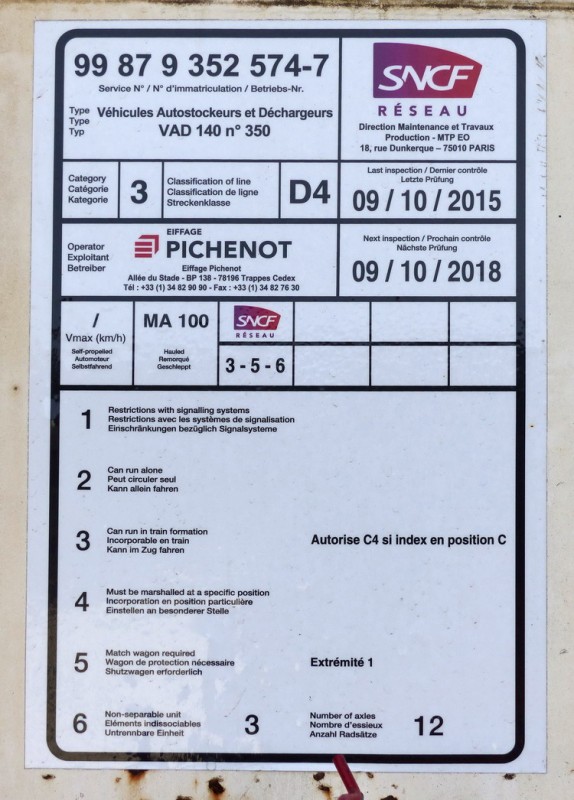 99 87 9 352 574-7
Service N° / N° d'immatriculation / Betriebs-Nr.
Type
Type
Typ
Véhicules Autostockeurs et Déchargeurs
VAD 140 n° 350
SNCF
RÉSEAU
Direction Maintenance et Travaux
Production - MTP EO
18, rue Dunkerque – 75010 PARIS
Category
Catégorie
Kategorie
3
Classification of line
Classification de ligne
Streckenklasse
D4
Last inspection / Dernier contrôle
Letzte Prüfung
09 / 10 / 2015
Operator
Exploitant
Betreiber
EIFFAGE
PICHENOT
Eiffage Pichenot
Allée du Stade - BP 138 - 78196 Trappes Cedex
Tél : +33 (1) 34 82 90 90 - Fax : +33 (1) 34 82 76 30
Next inspection / Prochain contrôle
Nächste Prüfung
09 / 10 / 2018
/
Vmax (km/h)
Self-propelled
Automoteur
Selbstfahrend
MA 100
Hauled
Remorqué
Geschleppt
SNCF
RÉSEAU
3 - 5 - 6
1
Restrictions with signalling systems
Restrictions avec les systèmes de signalisation
Einschränkungen bezüglich Signalsysteme
2
Can run alone
Peut circuler seul
Kann allein fahren
3
Can run in train formation
Incorporable en train
Kann im Zug fahren
Autorise C4 si index en position C
4
Must be marshalled at a specific position
Incorporation en position particulière
Einstellen an besonderer Stelle
5
Match wagon required
Wagon de protection nécessaire
Shutzwagen erforderlich
Extrémité 1
6
Non-separable unit
Eléments indissociables
Untrennbare Einheit
3
Number of axles
Nombre d'essieux
Anzahl Radsätze
12